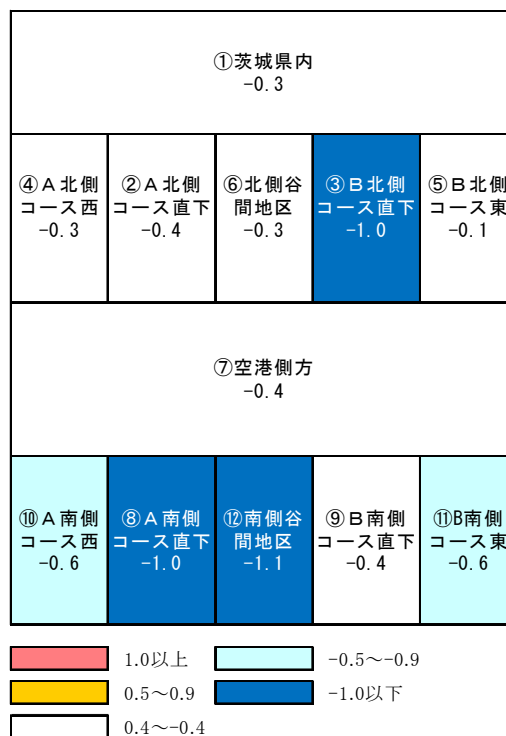 ①茨城県内
-0.3
④Ａ北側
コース西
-0.3
②Ａ北側
コース直下
-0.4
⑥北側谷
間地区
-0.3
③Ｂ北側
コース直下
-1.0
⑤Ｂ北側
コース東
-0.1
⑦空港側方
-0.4
⑩Ａ南側
コース西
-0.6
⑧Ａ南側
コース直下
-1.0
⑫南側谷
間地区
-1.1
⑨Ｂ南側
コース直下
-0.4
⑪B南側
コース東
-0.6
1.0以上
-0.5～-0.9
0.5～0.9
-1.0以下
0.4～-0.4